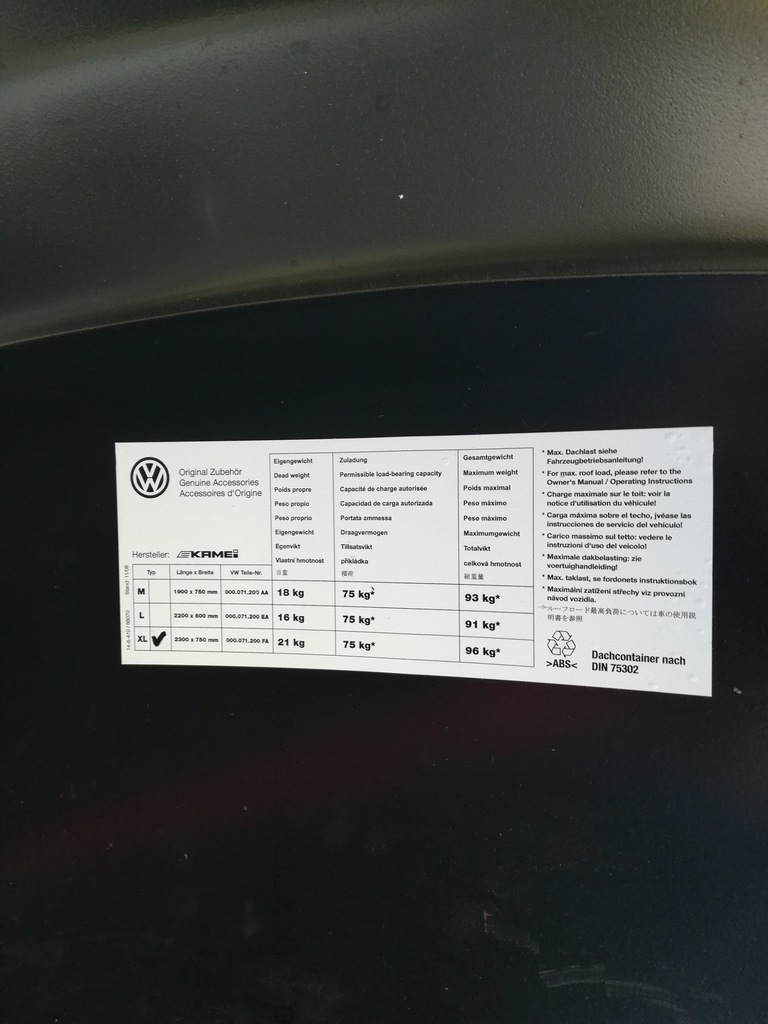 Original Zubehör
Genuine Accessories
Accessoires d'Origine
Hersteller: KAMEI
Eigengewicht Zuladung Gesamtgewicht
Dead weight Permissible load-bearing capacity Maximum weight
Poids propre Capacité de charge autorisée Poids maximal
Peso propio Capacidad de carga autorizada Peso máximo
Peso proprio Portata ammessa Peso máximo
Eigengewicht Draagvermogen Maximumgewicht
Egenvikt Tillsatsvikt Totalvikt
Vlastní hmotnost příkládka celková hmotnost
積荷 総重量
Typ Länge x Breite VW Teile-Nr.
M 1900 x 750 mm 000.071.200 AA 18 kg 75 kg* 93 kg*
L 2200 x 600 mm 000.071.200 EA 16 kg 75 kg* 91 kg*
XL ✔ 2300 x 750 mm 000.071.200 FA 21 kg 75 kg* 96 kg*
Stand: 11/08
* Max. Dachlast siehe
Fahrzeugbetriebsanleitung!
* For max. roof load, please refer to the
Owner's Manual / Operating Instructions
* Charge maximale sur le toit: voir la
notice d'utilisation du véhicule!
* Carga máxima sobre el techo, ¡véase las
instrucciones de servicio del vehículo!
* Carico massimo sul tetto: vedere le
instruzioni d'uso del veicolo!
* Maximale dakbelasting: zie
voertuighandleiding!
* Max. taklast, se fordonets instruktionsbok
* Maximální zatížení střechy viz provozní
návod vozidla.
*ルーフロード最高負荷については車の使用説
明書を参照
>ABS<
Dachcontainer nach
DIN 75302